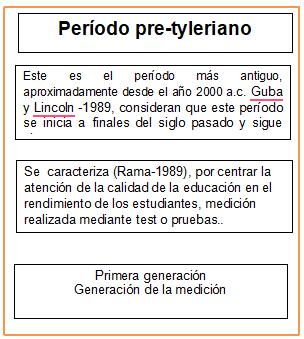 Período pre-tyleriano
Este es el período más antiguo,
aproximadamente desde el año 2000 a.c. Guba
y Lincoln -1989, consideran que este período
se inicia a finales del siglo pasado y sigue
Se caracteriza (Rama-1989), por centrar la
atención de la calidad de la educación en el
rendimiento de los estudiantes, medición
realizada mediante test o pruebas..
Primera generación
Generación de la medición